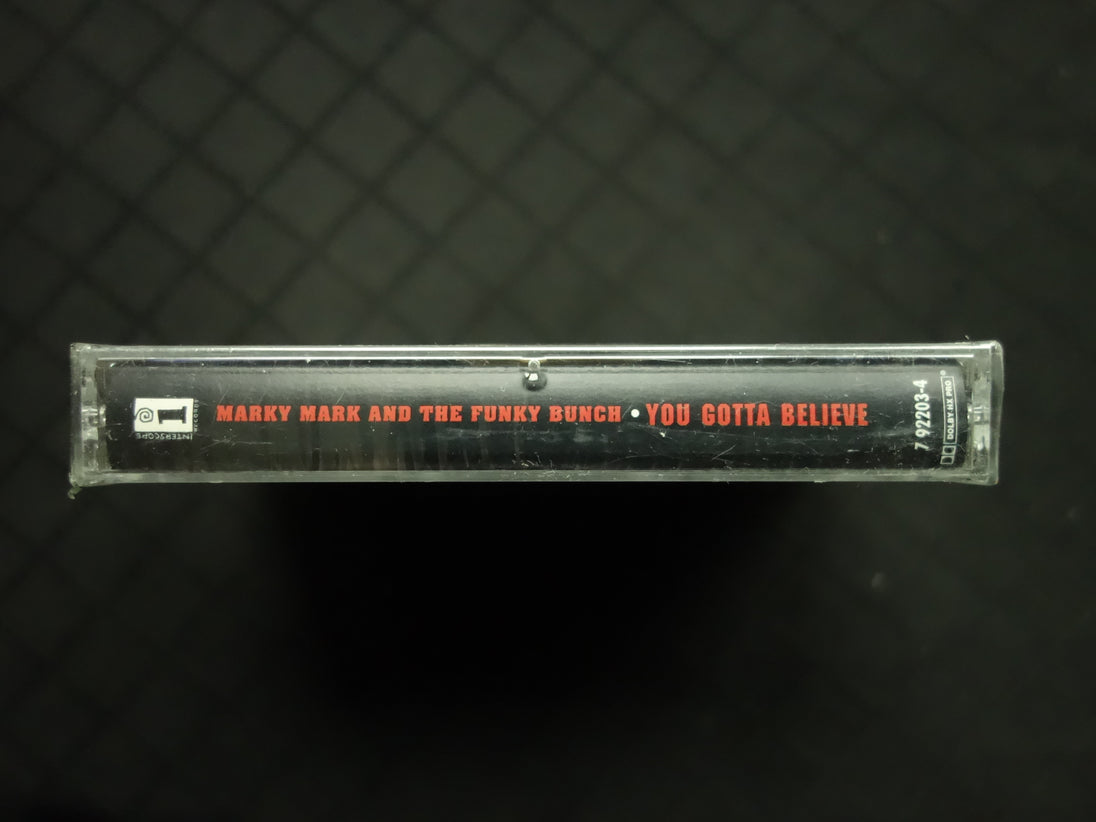 INTERSCOPE RECORDS
MARKY MARK AND THE FUNKY BUNCH • YOU GOTTA BELIEVE
7 92203-4
DOLBY HX PRO®